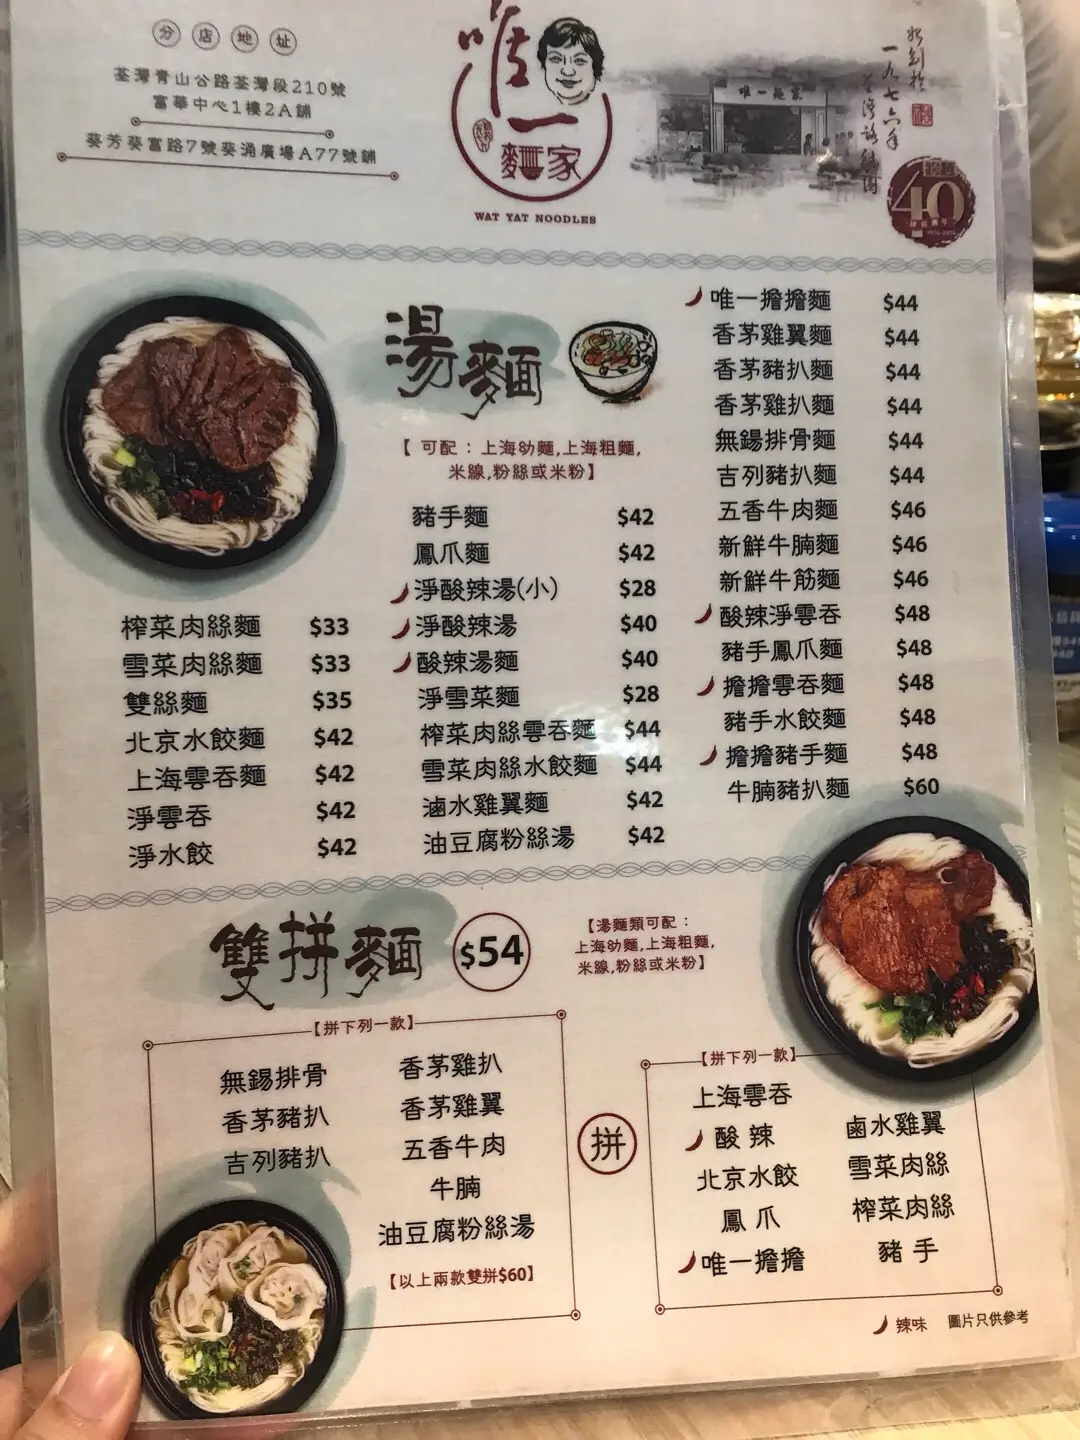 分店地址
荃灣青山公路荃灣段210號
富華中心1樓2A舖
葵芳葵富路7號葵涌廣場A77號舖
唯一
麵家
WAT YAT NOODLES
唯一麵家
創於
一九七六年
40
湯麵
【 可配：上海幼麵,上海粗麵,
米線,粉絲或米粉】
榨菜肉絲麵 $33
雪菜肉絲麵 $33
雙絲麵 $35
北京水餃麵 $42
上海雲吞麵 $42
淨雲吞 $42
淨水餃 $42
豬手麵 $42
鳳爪麵 $42
淨酸辣湯(小) $28
淨酸辣湯 $40
酸辣湯麵 $40
淨雪菜麵 $28
榨菜肉絲雲吞麵 $44
雪菜肉絲水餃麵 $44
滷水雞翼麵 $42
油豆腐粉絲湯 $42
唯一擔擔麵 $44
香茅雞翼麵 $44
香茅豬扒麵 $44
香茅雞扒麵 $44
無錫排骨麵 $44
吉列豬扒麵 $44
五香牛肉麵 $46
新鮮牛腩麵 $46
新鮮牛筋麵 $46
酸辣淨雲吞 $48
豬手鳳爪麵 $48
擔擔雲吞麵 $48
豬手水餃麵 $48
擔擔豬手麵 $48
牛腩豬扒麵 $60
雙拼麵 $54
【湯麵類可配：
上海幼麵,上海粗麵,
米線,粉絲或米粉】
【拼下列一款】
無錫排骨
香茅豬扒
吉列豬扒
香茅雞扒
香茅雞翼
五香牛肉
牛腩
油豆腐粉絲湯
【以上兩款雙拼$60】
拼
【拼下列一款】
上海雲吞
酸辣
北京水餃
鳳爪
唯一擔擔
鹵水雞翼
雪菜肉絲
榨菜肉絲
豬手
辣味 圖片只供參考